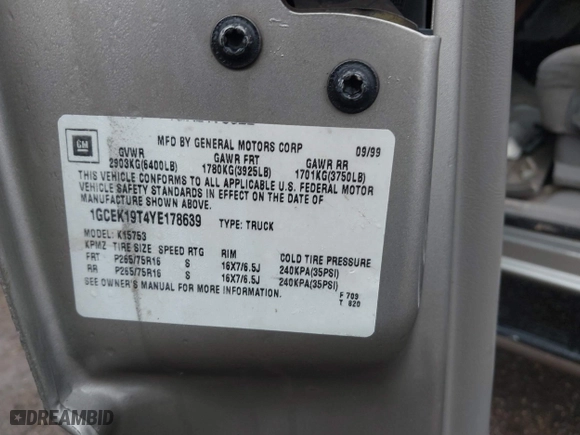 GM
MFD BY GENERAL MOTORS CORP 09/99
GVWR GAWR FRT GAWR RR
2903KG(6400LB) 1780KG(3925LB) 1701KG(3750LB)
THIS VEHICLE CONFORMS TO ALL APPLICABLE U.S. FEDERAL MOTOR
VEHICLE SAFETY STANDARDS IN EFFECT ON THE DATE OF
MANUFACTURE SHOWN ABOVE.
1GCEK19T4YE178639 TYPE: TRUCK
MODEL: K15753
KPMZ TIRE SIZE SPEED RTG RIM COLD TIRE PRESSURE
FRT P265/75R16 S 16X7/6.5J 240KPA(35PSI)
RR P265/75R16 S 16X7/6.5J 240KPA(35PSI)
SEE OWNER'S MANUAL FOR MORE INFORMATION.
F 709
T 820
DREAMBID